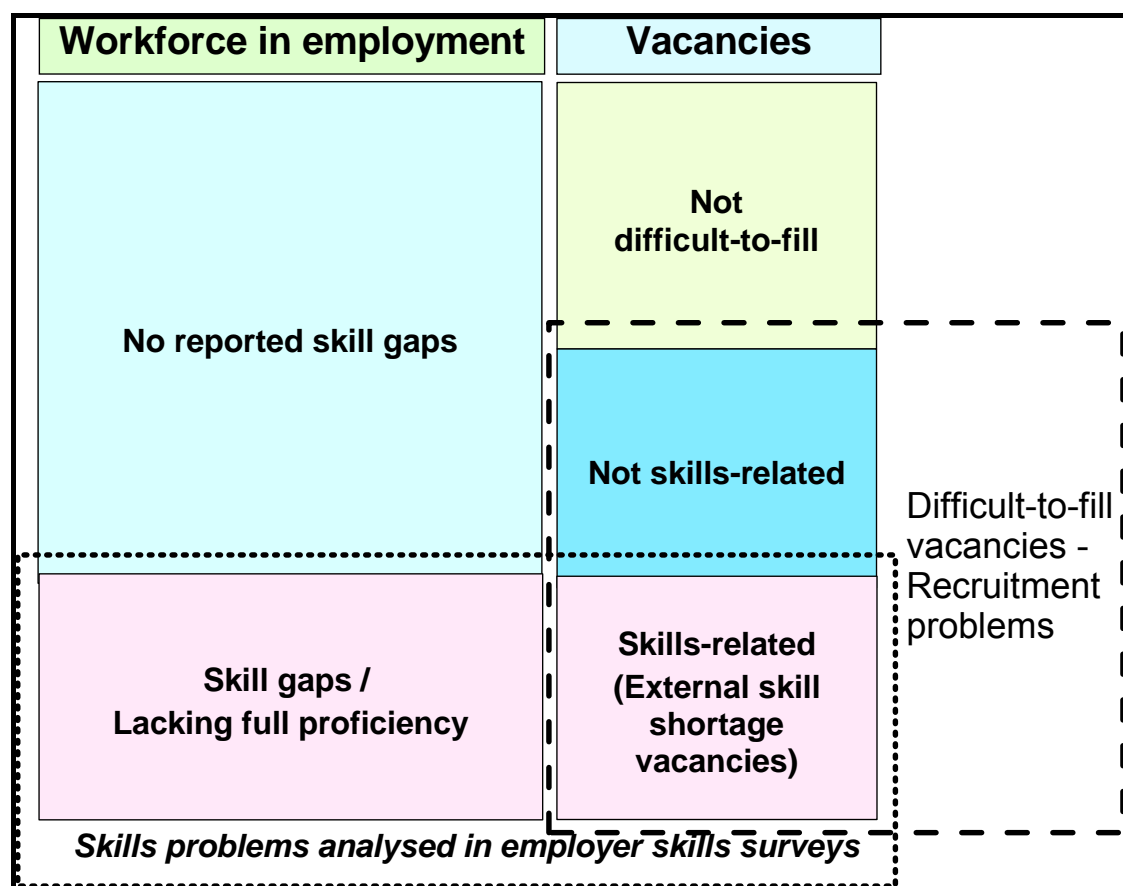 Workforce in employment
Vacancies
Not
difficult-to-fill
No reported skill gaps
Not skills-related
Difficult-to-fill
vacancies -
Recruitment
problems
Skill gaps /
Lacking full proficiency
Skills-related
(External skill
shortage
vacancies)
Skills problems analysed in employer skills surveys